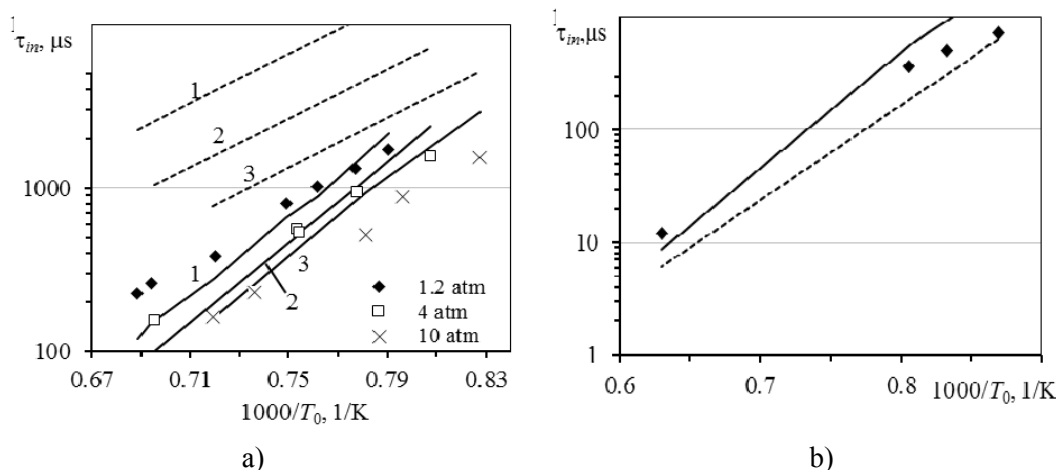 1
τin, μs
1000
100
1
2
3
1
3
2
1.2 atm
4 atm
10 atm
0.67 0.71 0.75 0.79 0.83
1000/T0, 1/K
a)
1
τin, μs
100
10
1
0.6 0.7 0.8 1000/T0, 1/K
b)